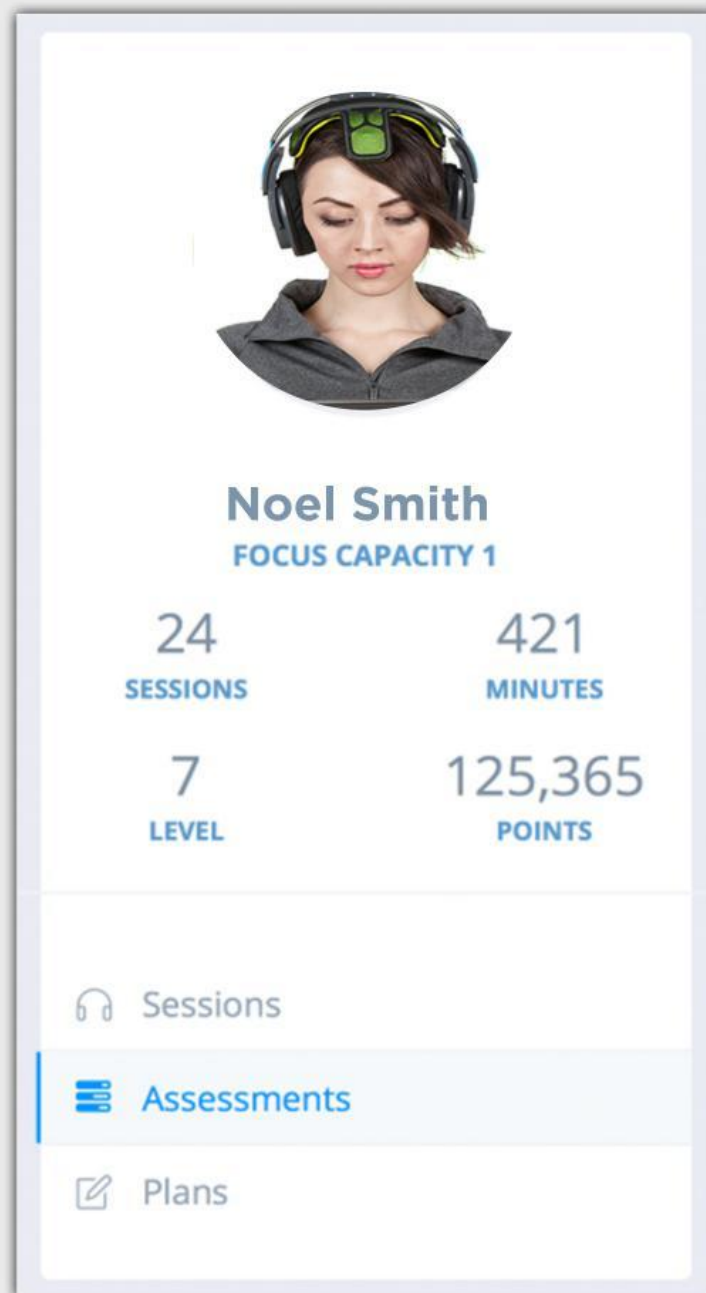 Noel Smith
FOCUS CAPACITY 1
24 421
SESSIONS MINUTES
7 125,365
LEVEL POINTS
Sessions
Assessments
Plans